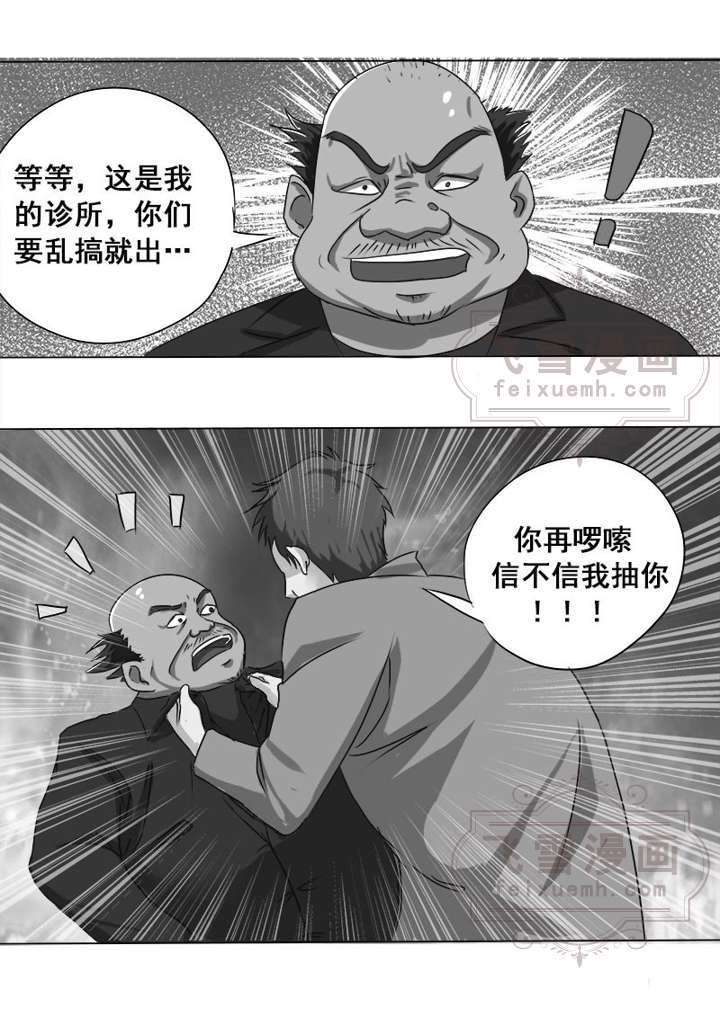 等等，这是我
的诊所，你们
要乱搞就出…
飞雪漫画
feixuemh.com
你再啰嗦
信不信我抽你
！！！
飞雪漫画
feixuemh.com